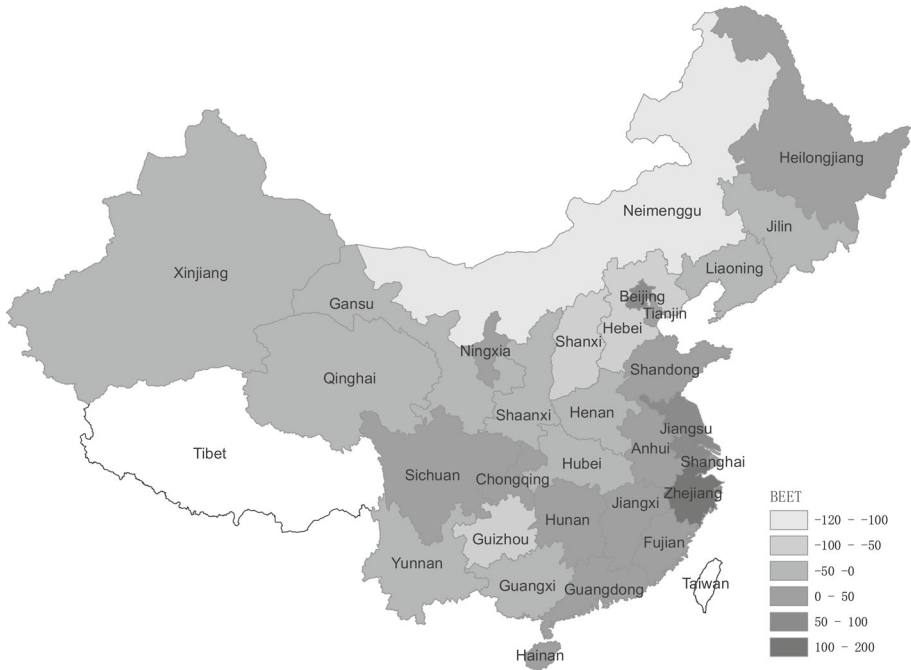 Heilongjiang
Neimenggu
Jilin
Xinjiang
Liaoning
Gansu
Beijing
Tianjin
Hebei
Shanxi
Ningxia
Shandong
Qinghai
Shaanxi
Henan
Jiangsu
Anhui
Tibet
Shanghai
Hubei
Sichuan
Chongqing
Zhejiang
Jiangxi
Hunan
Guizhou
Fujian
Yunnan
Guangxi
Guangdong
Taiwan
Hainan
BEET
-120 - -100
-100 - -50
-50 -0
0 - 50
50 - 100
100 - 200